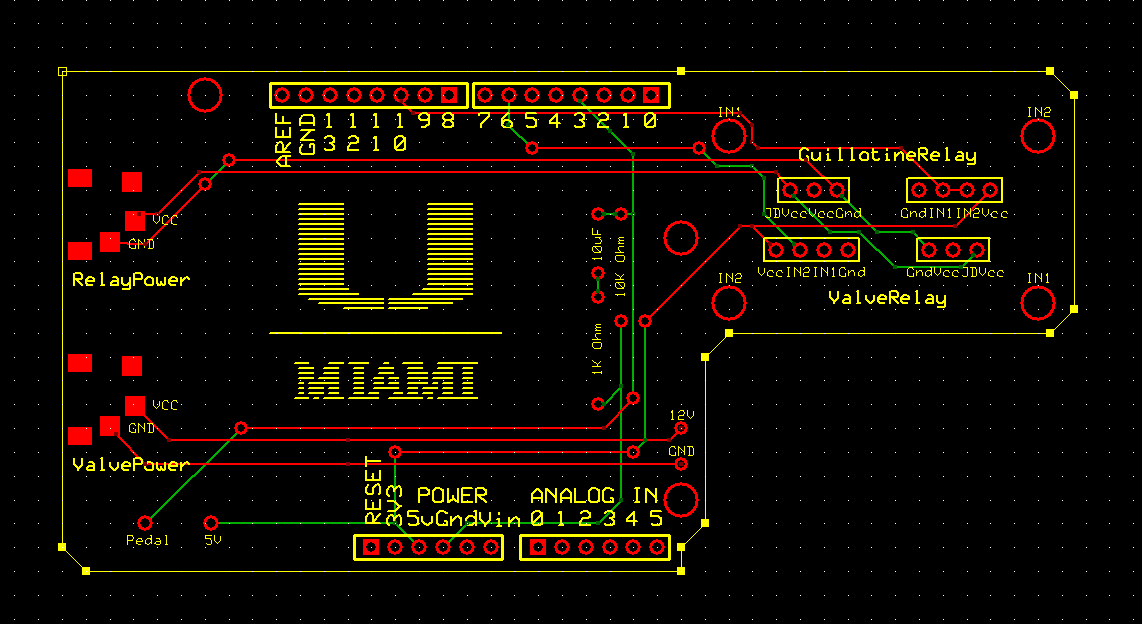 IN1
IN2
AREF
GND
1 1 1 1 9 8
3 2 1 0
7 6 5 4 3 2 1 0
GuillotineRelay
JDVccVccGnd
GndIN1IN2Vcc
VCC
GND
RelayPower
U
10uF
10K Ohm
VccIN2IN1Gnd
GndVccJDVcc
IN2
ValveRelay
IN1
1K Ohm
MIAMI
VCC
GND
ValvePower
12V
GND
RESET
3V3
POWER
5vGndVin
ANALOG IN
0 1 2 3 4 5
Pedal
5V